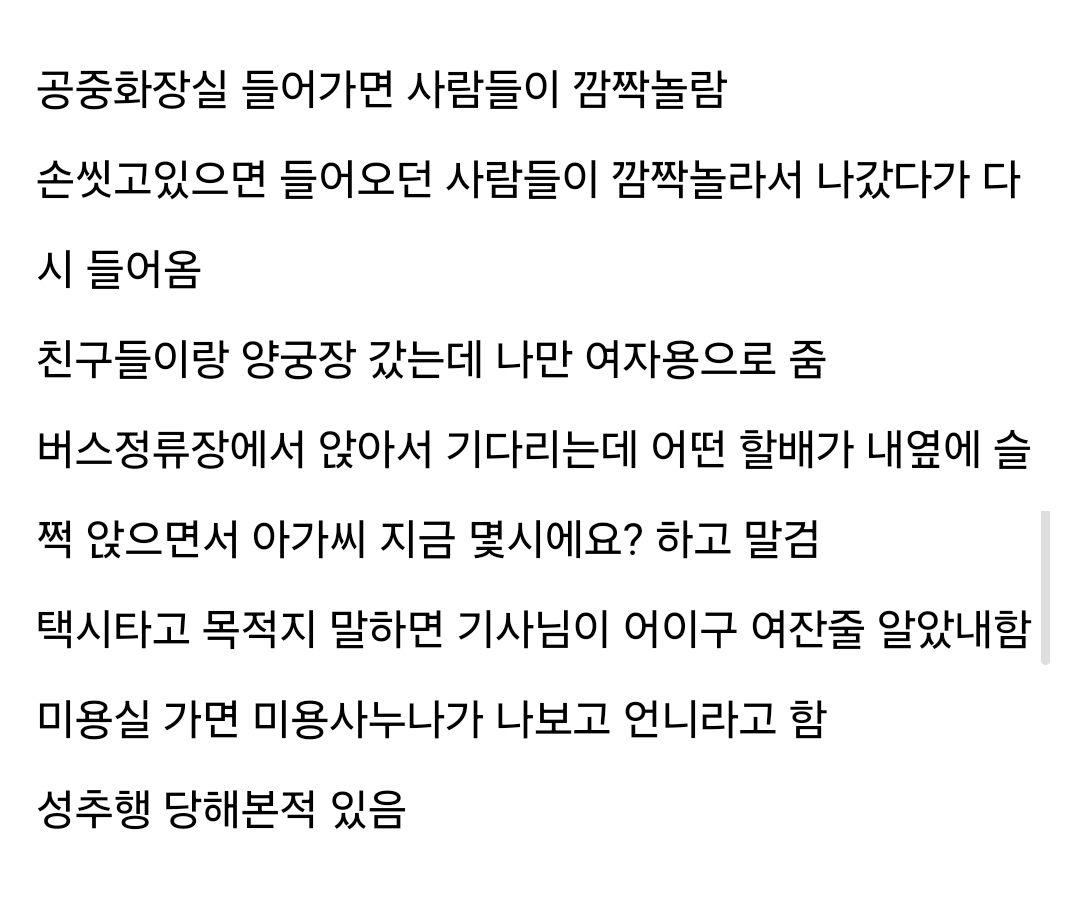 공중화장실 들어가면 사람들이 깜짝놀람
손씻고있으면 들어오던 사람들이 깜짝놀라서 나갔다가 다
시 들어옴
친구들이랑 양궁장 갔는데 나만 여자용으로 줌
버스정류장에서 앉아서 기다리는데 어떤 할배가 내옆에 슬
쩍 앉으면서 아가씨 지금 몇시에요? 하고 말검
택시타고 목적지 말하면 기사님이 어이구 여잔줄 알았내함
미용실 가면 미용사누나가 나보고 언니라고 함
성추행 당해본적 있음